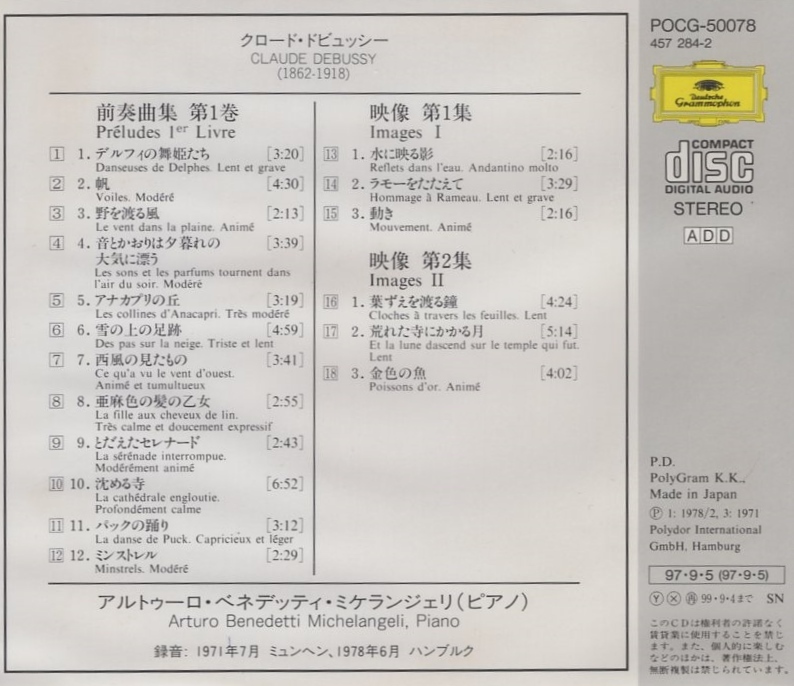 クロード・ドビュッシー
CLAUDE DEBUSSY
(1862-1918)
前奏曲集 第1巻
Préludes 1er Livre
1 1. デルフィの舞姫たち [3:20]
Danseuses de Delphes. Lent et grave
2 2. 帆 [4:30]
Voiles. Modéré
3 3. 野を渡る風 [2:13]
Le vent dans la plaine. Animé
4 4. 音とかおりは夕暮れの [3:39]
大気に漂う
Les sons et les parfums tournent dans
l'air du soir. Modéré
5 5. アナカプリの丘 [3:19]
Les collines d'Anacapri. Très modéré
6 6. 雪の上の足跡 [4:59]
Des pas sur la neige. Triste et lent
7 7. 西風の見たもの [3:41]
Ce qu'a vu le vent d'ouest.
Animé et tumultueux
8 8. 亜麻色の髪の乙女 [2:55]
La fille aux cheveux de lin.
Très calme et doucement expressif
9 9. とだえたセレナード [2:43]
La sérénade interrompue.
Modérément animé
10 10. 沈める寺 [6:52]
La cathédrale engloutie.
Profondément calme
11 11. パックの踊り [3:12]
La danse de Puck. Capricieux et léger
12 12. ミンストレル [2:29]
Minstrels. Modéré
映像 第1集
Images I
13 1. 水に映る影 [2:16]
Reflets dans l'eau. Andantino molto
14 2. ラモーをたたえて [3:29]
Hommage à Rameau. Lent et grave
15 3. 動き [2:16]
Mouvement. Animé
映像 第2集
Images II
16 1. 葉ずえを渡る鐘 [4:24]
Cloches à travers les feuilles. Lent
17 2. 荒れた寺にかかる月 [5:14]
Et la lune dascend sur le temple qui fut.
Lent
18 3. 金色の魚 [4:02]
Poissons d'or. Animé
アルトゥーロ・ベネデッティ・ミケランジェリ(ピアノ)
Arturo Benedetti Michelangeli, Piano
録音: 1971年7月 ミュンヘン、1978年6月 ハンブルク
POCG-50078
457 284-2
Deutsche
Grammophon
COMPACT
disc
DIGITAL AUDIO
STEREO
ADD
P.D.
PolyGram K.K.,
Made in Japan
Ⓟ 1: 1978/2, 3: 1971
Polydor International
GmbH, Hamburg
97・9・5 (97・9・5)
Ⓨ Ⓧ 再 99・9・4まで SN
このCDは権利者の許諾なく
賃貸業に使用することを禁じ
ます。また、個人的に楽しむ
などのほかは、著作権法上、
無断複製は禁じられています。